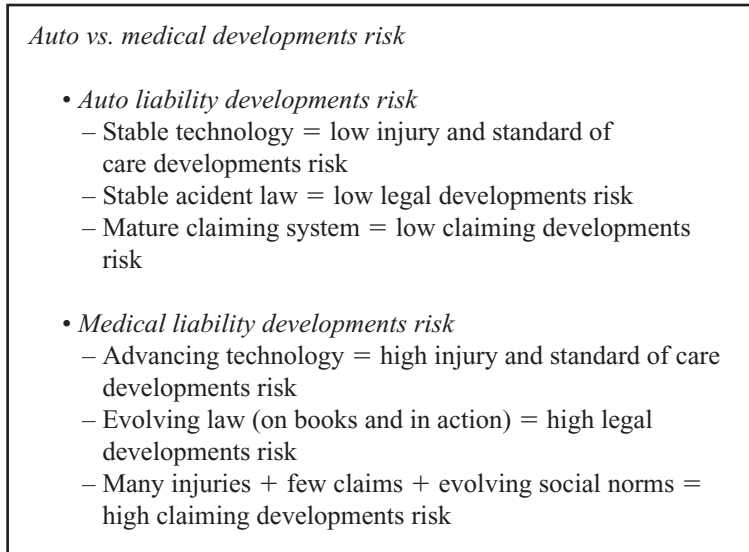 Auto vs. medical developments risk
• Auto liability developments risk
– Stable technology = low injury and standard of
care developments risk
– Stable acident law = low legal developments risk
– Mature claiming system = low claiming developments
risk
• Medical liability developments risk
– Advancing technology = high injury and standard of care
developments risk
– Evolving law (on books and in action) = high legal
developments risk
– Many injuries + few claims + evolving social norms =
high claiming developments risk